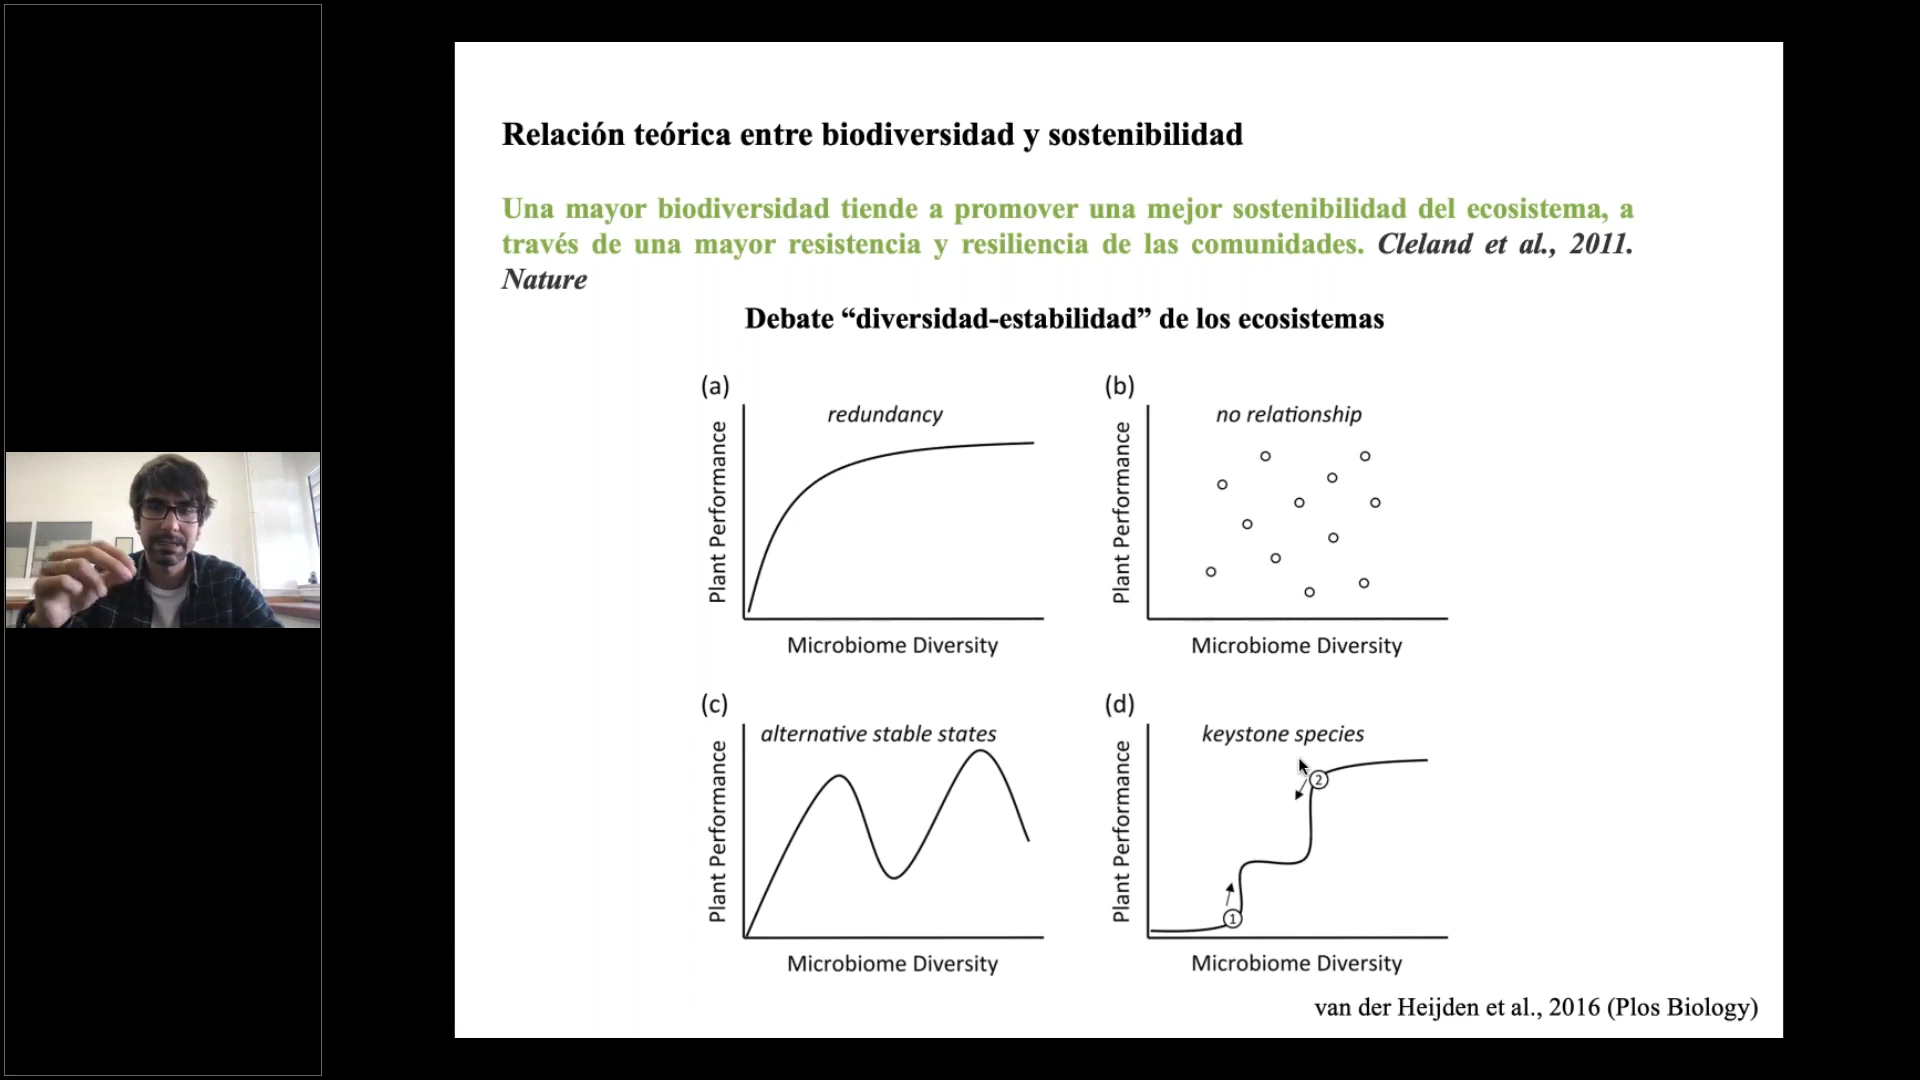 Relación teórica entre biodiversidad y sostenibilidad
Una mayor biodiversidad tiende a promover una mejor sostenibilidad del ecosistema, a
través de una mayor resistencia y resiliencia de las comunidades. Cleland et al., 2011.
Nature
Debate “diversidad-estabilidad” de los ecosistemas
(a)
redundancy
Plant Performance
Microbiome Diversity
(b)
no relationship
Plant Performance
Microbiome Diversity
(c)
alternative stable states
Plant Performance
Microbiome Diversity
(d)
keystone species
2
1
Plant Performance
Microbiome Diversity
van der Heijden et al., 2016 (Plos Biology)